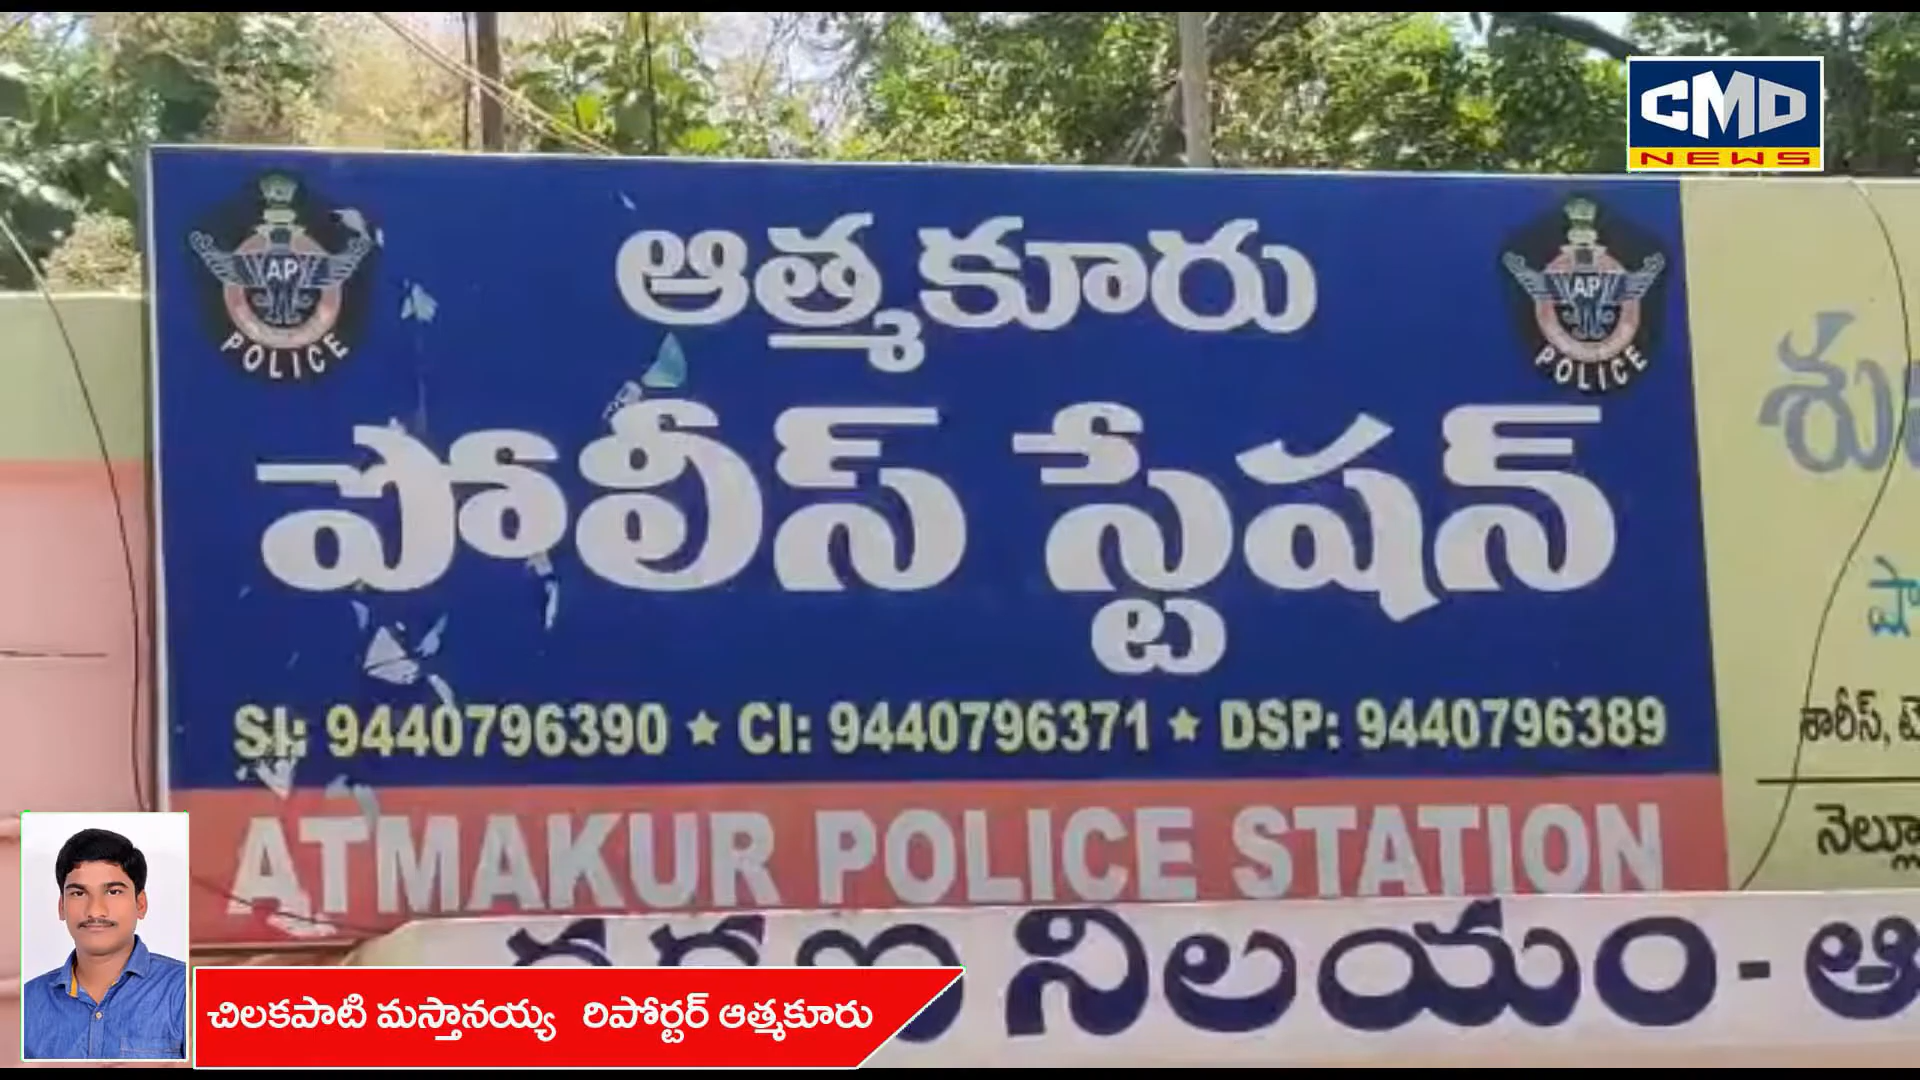 CMD
NEWS
ఆత్మకూరు
AP
POLICE
AP
POLICE
పోలీస్ స్టేషన్
SI: 9440796390 ★ CI: 9440796371 ★ DSP: 9440796389
ATMAKUR POLICE STATION
నిలయం - ఆ
చిలకపాటి మస్తానయ్య రిపోర్టర్ ఆత్మకూరు